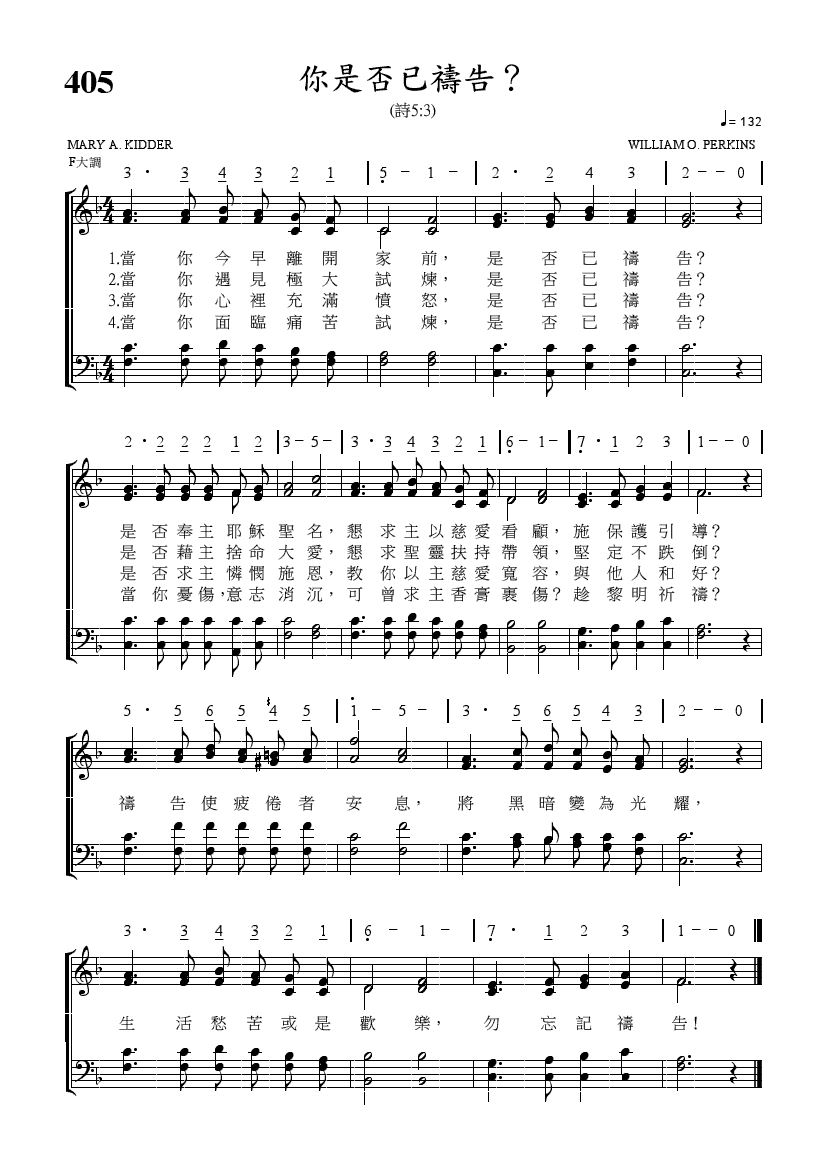 405
你是否已禱告？
(詩5:3)
♩= 132
MARY A. KIDDER
WILLIAM O. PERKINS
F大調
3 · 3 4 3 2 1 | 5 – 1 – | 2 · 2 4 3 | 2 – – 0 |
1.當 你 今 早 離 開 家 前， 是 否 已 禱 告？
2.當 你 遇 見 極 大 試 煉， 是 否 已 禱 告？
3.當 你 心 裡 充 滿 憤 怒， 是 否 已 禱 告？
4.當 你 面 臨 痛 苦 試 煉， 是 否 已 禱 告？
2 · 2 2 2 1 2 | 3 – 5 – | 3 · 3 4 3 2 1 | 6 – 1 – | 7 · 1 2 3 | 1 – – 0 |
是 否 奉 主 耶 穌 聖 名，懇 求 主 以 慈 愛 看 顧，施 保 護 引 導？
是 否 藉 主 捨 命 大 愛，懇 求 聖 靈 扶 持 帶 領，堅 定 不 跌 倒？
是 否 求 主 憐 憫 施 恩，教 你 以 主 慈 愛 寬 容，與 他 人 和 好？
當 你 憂 傷，意 志 消 沉，可 曾 求 主 香 膏 裹 傷？趁 黎 明 祈 禱？
5 · 5 6 5 ♯4 5 | 1 – 5 – | 3 · 5 6 5 4 3 | 2 – – 0 |
禱 告 使 疲 倦 者 安 息， 將 黑 暗 變 為 光 耀，
3 · 3 4 3 2 1 | 6 – 1 – | 7 · 1 2 3 | 1 – – 0
生 活 愁 苦 或 是 歡 樂， 勿 忘 記 禱 告！